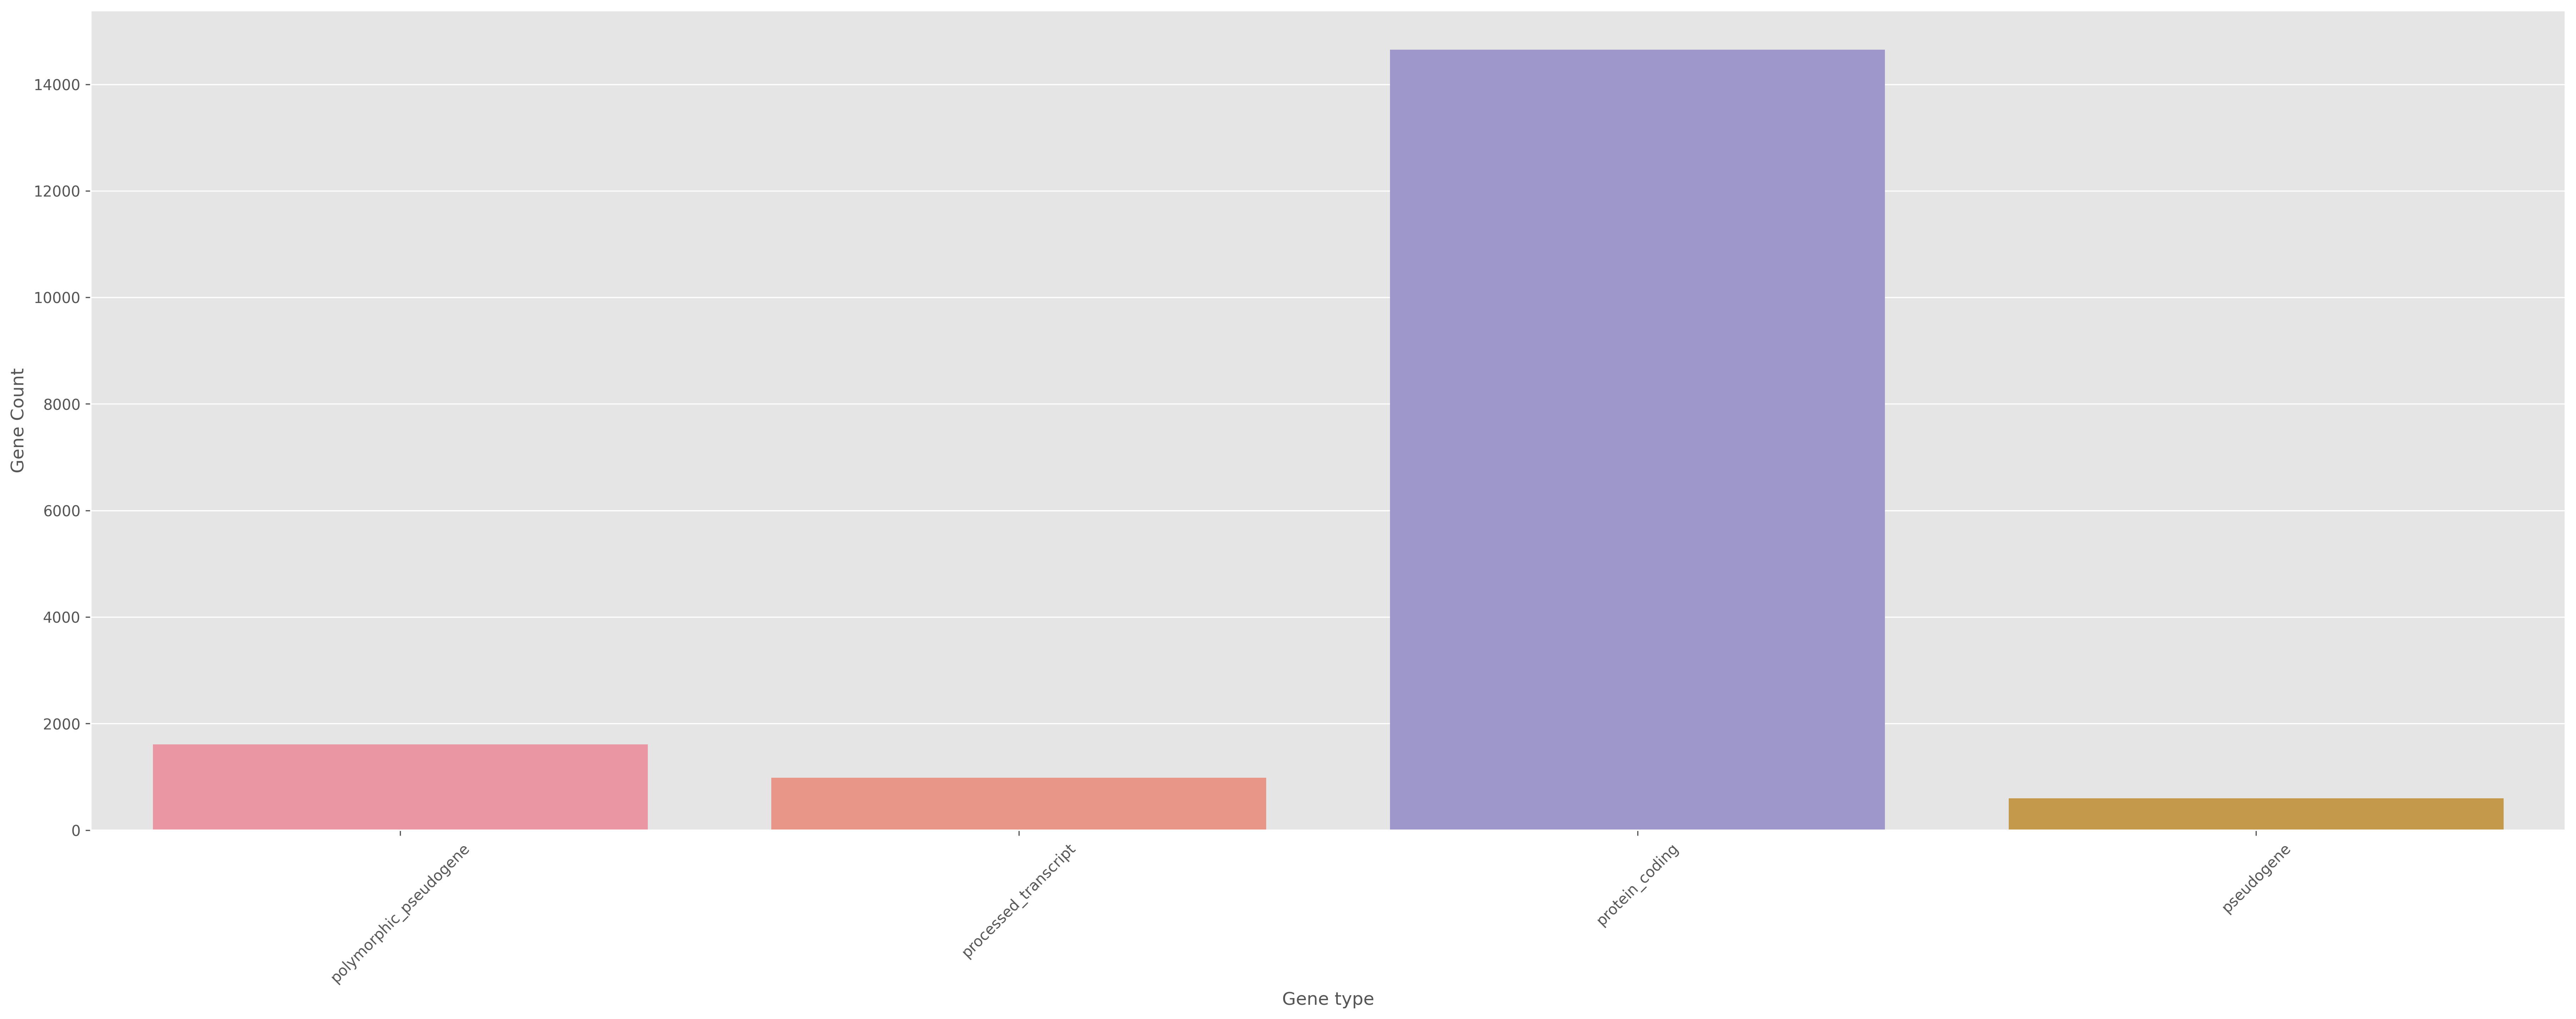 14000
12000
10000
8000
6000
4000
2000
0
Gene Count
polymorphic_pseudogene
processed_transcript
protein_coding
pseudogene
Gene type